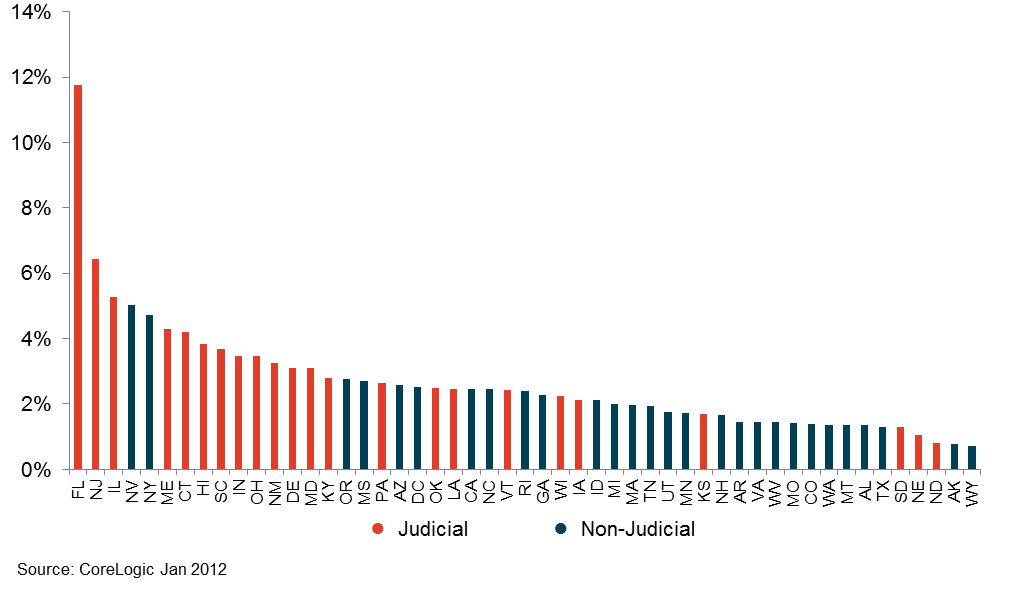 14%
12%
10%
8%
6%
4%
2%
0%
FL NJ IL NV NY ME CT HI SC IN OH NM DE MD KY OR MS PA AZ DC OK LA CA NC VT RI GA WI IA ID MI MA TN UT MN KS NH AR VA WV MO CO WA MT AL TX SD NE ND AK WY
Judicial Non-Judicial
Source: CoreLogic Jan 2012